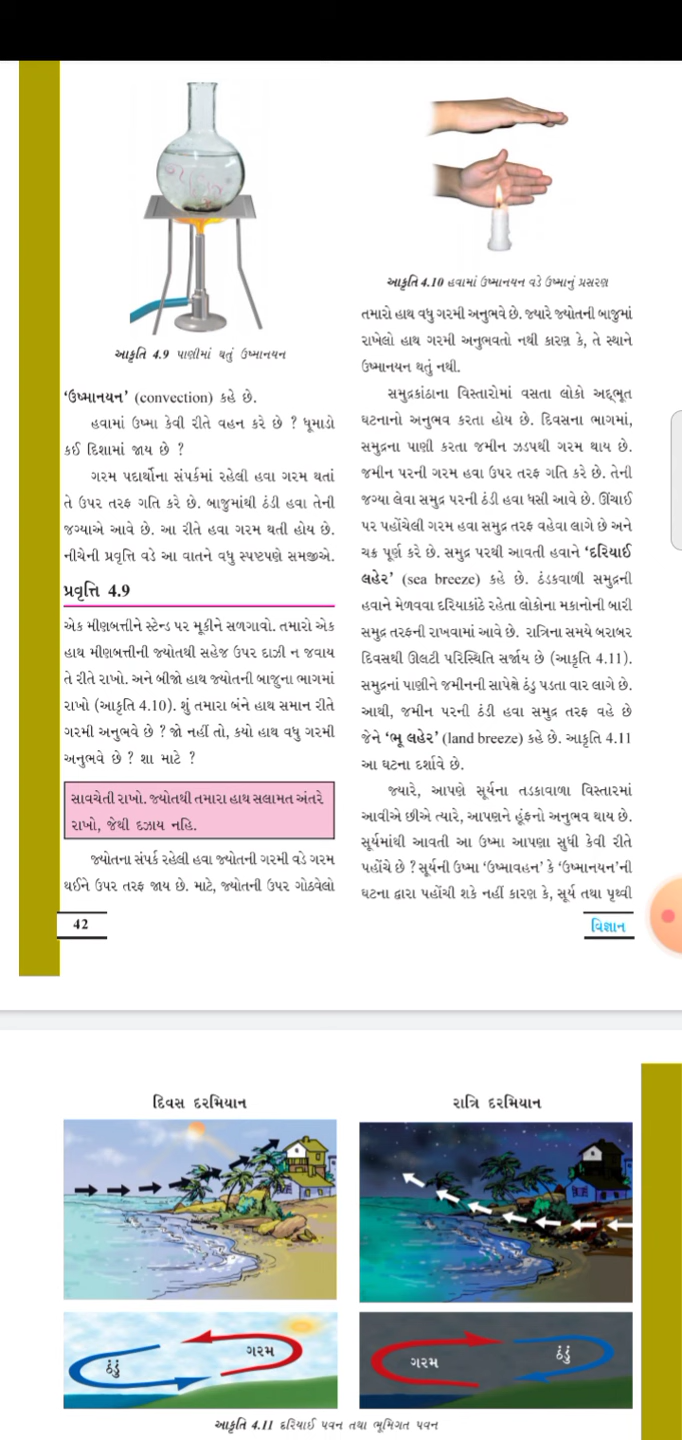 આકૃતિ 4.9 પાણીમાં થતું ઉષ્માનયન
‘ઉષ્માનયન’ (convection) કહે છે.
હવામાં ઉષ્મા કેવી રીતે વહન કરે છે ? ધૂમાડો
કઈ દિશામાં જાય છે ?
ગરમ પદાર્થોના સંપર્કમાં રહેલી હવા ગરમ થતાં
તે ઉપર તરફ ગતિ કરે છે. બાજુમાંથી ઠંડી હવા તેની
જગ્યાએ આવે છે. આ રીતે હવા ગરમ થતી હોય છે.
નીચેની પ્રવૃત્તિ વડે આ વાતને વધુ સ્પષ્ટપણે સમજીએ.
પ્રવૃત્તિ 4.9
એક મીણબત્તીને સ્ટેન્ડ પર મૂકીને સળગાવો. તમારો એક
હાથ મીણબત્તીની જ્યોતથી સહેજ ઉપર દાઝી ન જવાય
તે રીતે રાખો. અને બીજો હાથ જ્યોતની બાજુના ભાગમાં
રાખો (આકૃતિ 4.10). શું તમારા બંને હાથ સમાન રીતે
ગરમી અનુભવે છે ? જો નહીં તો, કયો હાથ વધુ ગરમી
અનુભવે છે ? શા માટે ?
સાવચેતી રાખો. જ્યોતથી તમારા હાથ સલામત અંતરે
રાખો, જેથી દઝાય નહિ.
જ્યોતના સંપર્ક રહેલી હવા જ્યોતની ગરમી વડે ગરમ
થઈને ઉપર તરફ જાય છે. માટે, જ્યોતની ઉપર ગોઠવેલો
આકૃતિ 4.10 હવામાં ઉષ્માનયન વડે ઉષ્માનું પ્રસરણ
તમારો હાથ વધુ ગરમી અનુભવે છે. જ્યારે જ્યોતની બાજુમાં
રાખેલો હાથ ગરમી અનુભવતો નથી કારણ કે, તે સ્થાને
ઉષ્માનયન થતું નથી.
સમુદ્રકાંઠાના વિસ્તારોમાં વસતા લોકો અદ્ભૂત
ઘટનાનો અનુભવ કરતા હોય છે. દિવસના ભાગમાં,
સમુદ્રના પાણી કરતા જમીન ઝડપથી ગરમ થાય છે.
જમીન પરની ગરમ હવા ઉપર તરફ ગતિ કરે છે. તેની
જગ્યા લેવા સમુદ્ર પરની ઠંડી હવા ધસી આવે છે. ઊંચાઈ
પર પહોંચેલી ગરમ હવા સમુદ્ર તરફ વહેવા લાગે છે અને
ચક્ર પૂર્ણ કરે છે. સમુદ્ર પરથી આવતી હવાને ‘દરિયાઈ
લહેર’ (sea breeze) કહે છે. ઠંડકવાળી સમુદ્રની
હવાને મેળવવા દરિયાકાંઠે રહેતા લોકોના મકાનોની બારી
સમુદ્ર તરફની રાખવામાં આવે છે. રાત્રિના સમયે બરાબર
દિવસથી ઊલટી પરિસ્થિતિ સર્જાય છે (આકૃતિ 4.11).
સમુદ્રનાં પાણીને જમીનની સાપેક્ષે ઠંડુ પડતા વાર લાગે છે.
આથી, જમીન પરની ઠંડી હવા સમુદ્ર તરફ વહે છે
જેને ‘ભૂ લહેર’ (land breeze) કહે છે. આકૃતિ 4.11
આ ઘટના દર્શાવે છે.
જ્યારે, આપણે સૂર્યના તડકાવાળા વિસ્તારમાં
આવીએ છીએ ત્યારે, આપણને હૂંફનો અનુભવ થાય છે.
સૂર્યમાંથી આવતી આ ઉષ્મા આપણા સુધી કેવી રીતે
પહોંચે છે ? સૂર્યની ઉષ્મા ‘ઉષ્માવહન’ કે ‘ઉષ્માનયન’ની
ઘટના દ્વારા પહોંચી શકે નહીં કારણ કે, સૂર્ય તથા પૃથ્વી
42
વિજ્ઞાન
દિવસ દરમિયાન
રાત્રિ દરમિયાન
ગરમ
ઠંડું
ગરમ
ઠંડું
આકૃતિ 4.11 દરિયાઈ પવન તથા ભૂમિગત પવન